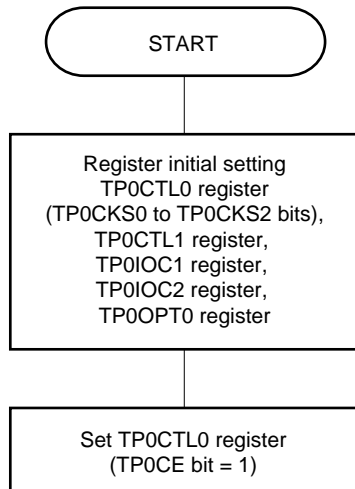 START
Register initial setting
TP0CTL0 register
(TP0CKS0 to TP0CKS2 bits),
TP0CTL1 register,
TP0IOC1 register,
TP0IOC2 register,
TP0OPT0 register
Set TP0CTL0 register
(TP0CE bit = 1)